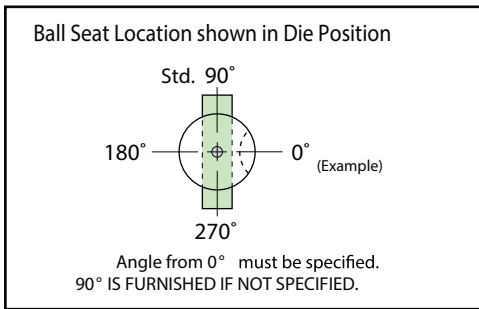 Ball Seat Location shown in Die Position
Std. 90°
180°
0°
(Example)
270°
Angle from 0° must be specified.
90° IS FURNISHED IF NOT SPECIFIED.